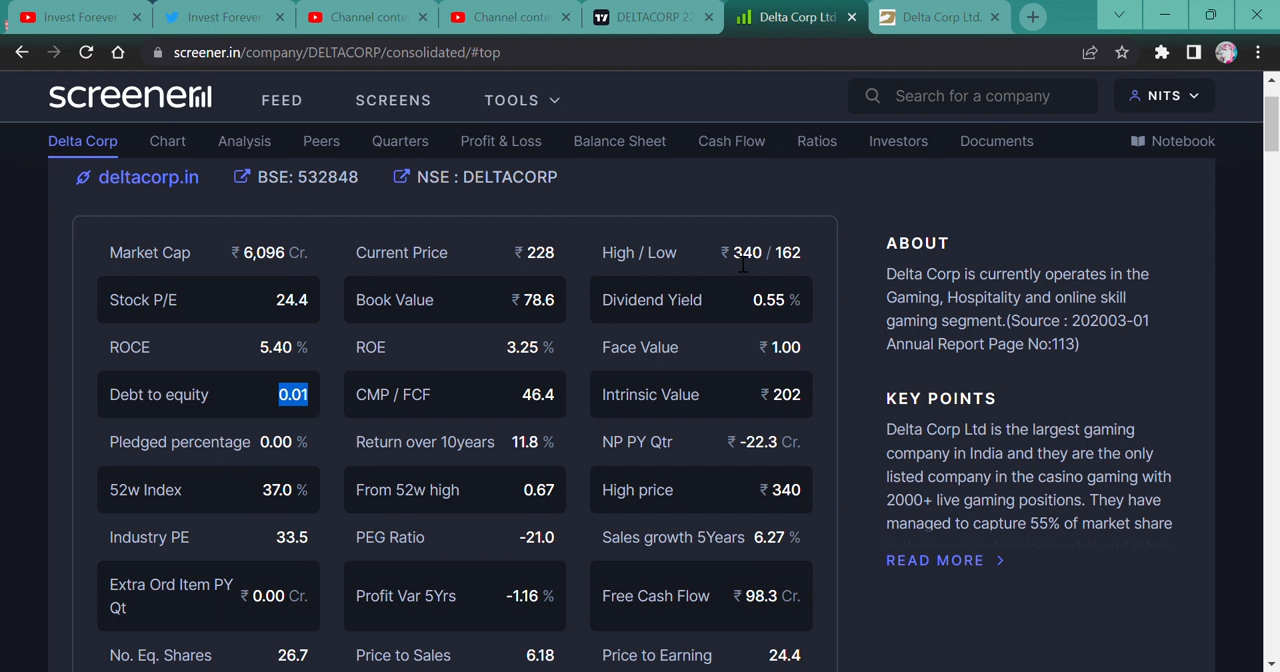 Invest Forever
Invest Forever
Channel conte
Channel conte
DELTACORP 22
Delta Corp Ltd
Delta Corp Ltd.
screener.in/company/DELTACORP/consolidated/#top
screener
FEED
SCREENS
TOOLS
Search for a company
NITS
Delta Corp
Chart
Analysis
Peers
Quarters
Profit & Loss
Balance Sheet
Cash Flow
Ratios
Investors
Documents
Notebook
deltacorp.in
BSE: 532848
NSE : DELTACORP
Market Cap ₹ 6,096 Cr.
Current Price ₹ 228
High / Low ₹ 340 / 162
Stock P/E 24.4
Book Value ₹ 78.6
Dividend Yield 0.55 %
ROCE 5.40 %
ROE 3.25 %
Face Value ₹ 1.00
Debt to equity 0.01
CMP / FCF 46.4
Intrinsic Value ₹ 202
Pledged percentage 0.00 %
Return over 10years 11.8 %
NP PY Qtr ₹ -22.3 Cr.
52w Index 37.0 %
From 52w high 0.67
High price ₹ 340
Industry PE 33.5
PEG Ratio -21.0
Sales growth 5Years 6.27 %
Extra Ord Item PY
Qt ₹ 0.00 Cr.
Profit Var 5Yrs -1.16 %
Free Cash Flow ₹ 98.3 Cr.
No. Eq. Shares 26.7
Price to Sales 6.18
Price to Earning 24.4
ABOUT
Delta Corp is currently operates in the
Gaming, Hospitality and online skill
gaming segment.(Source : 202003-01
Annual Report Page No:113)
KEY POINTS
Delta Corp Ltd is the largest gaming
company in India and they are the only
listed company in the casino gaming with
2000+ live gaming positions. They have
managed to capture 55% of market share
READ MORE